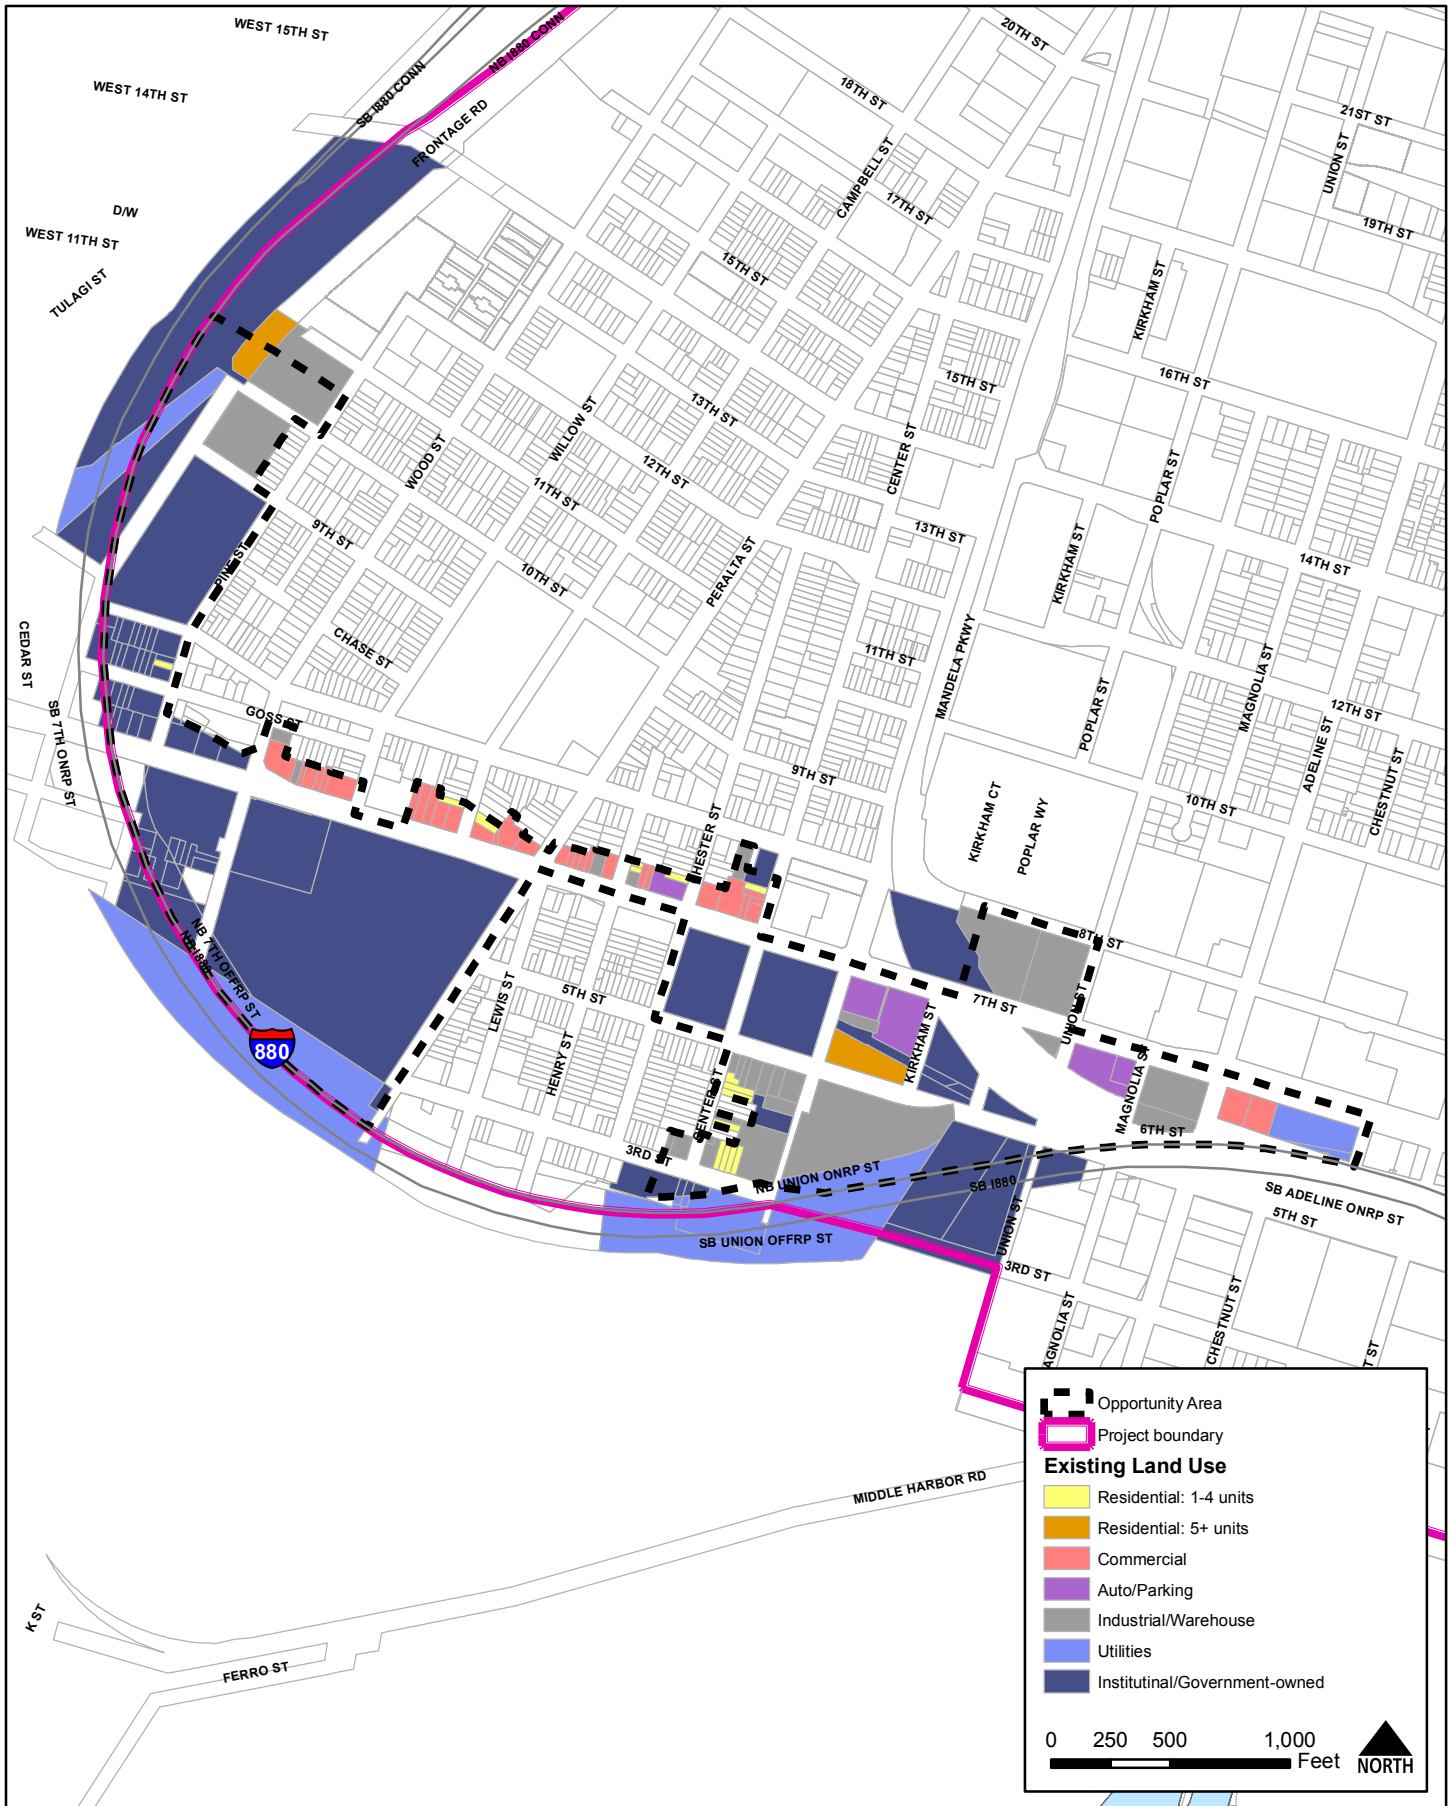 WEST 15TH ST
NB I880 CONN
20TH ST
WEST 14TH ST
SB I880 CONN
18TH ST
21ST ST
FRONTAGE RD
UNION ST
CAMPBELL ST
D/W
17TH ST
19TH ST
WEST 11TH ST
TULAGI ST
15TH ST
KIRKHAM ST
15TH ST
16TH ST
13TH ST
WILLOW ST
WOOD ST
12TH ST
CENTER ST
POPLAR ST
11TH ST
9TH ST
13TH ST
KIRKHAM ST
14TH ST
PINE ST
10TH ST
PERALTA ST
CEDAR ST
CHASE ST
11TH ST
MANDELA PKWY
MAGNOLIA ST
POPLAR ST
12TH ST
GOSS ST
SB 7TH ONRP ST
ADELINE ST
9TH ST
CHESTNUT ST
10TH ST
KIRKHAM CT
POPLAR WY
HESTER ST
8TH ST
NB 7TH OFFRP ST
NB I880
5TH ST
7TH ST
LEWIS ST
UNION ST
880
HENRY ST
KIRKHAM ST
CENTER ST
MAGNOLIA ST
6TH ST
3RD ST
NB UNION ONRP ST
SB I880
SB ADELINE ONRP ST
5TH ST
UNION ST
SB UNION OFFRP ST
3RD ST
AGNOLIA ST
CHESTNUT ST
T ST
Opportunity Area
Project boundary
Existing Land Use
MIDDLE HARBOR RD
Residential: 1-4 units
Residential: 5+ units
Commercial
Auto/Parking
K ST
Industrial/Warehouse
Utilities
FERRO ST
Institutinal/Government-owned
0 250 500 1,000
Feet
NORTH